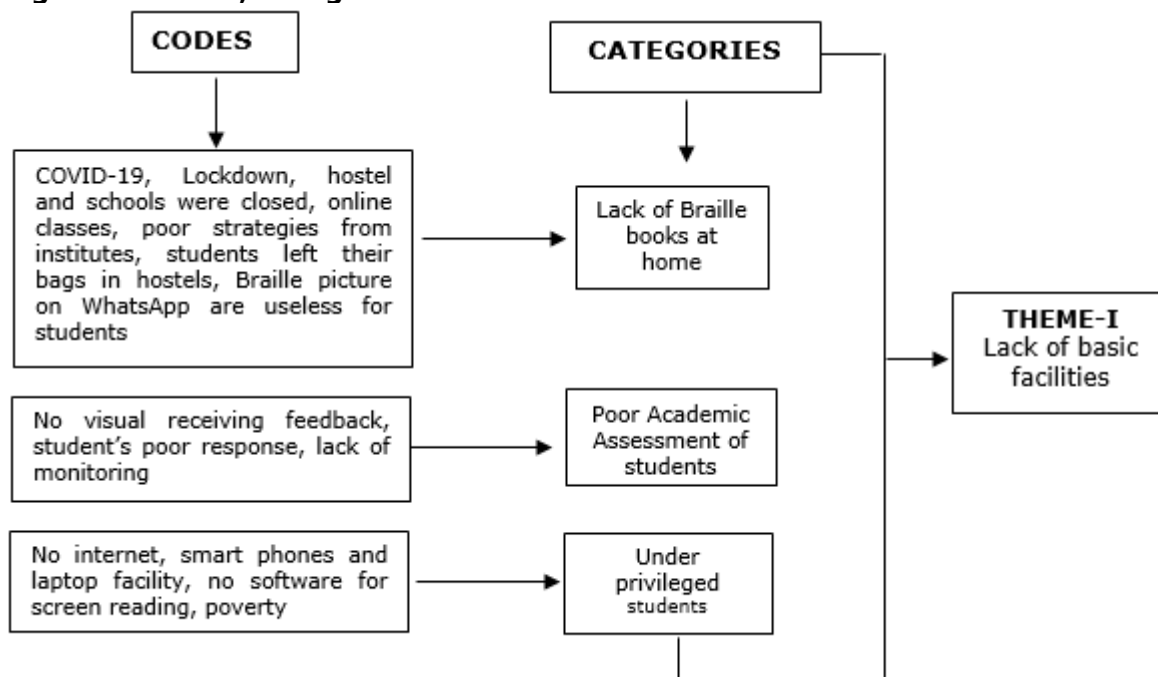 CODES
CATEGORIES
COVID-19, Lockdown, hostel
and schools were closed, online
classes, poor strategies from
institutes, students left their
bags in hostels, Braille picture
on WhatsApp are useless for
students
Lack of Braille
books at
home
THEME-I
Lack of basic
facilities
No visual receiving feedback,
student's poor response, lack of
monitoring
Poor Academic
Assessment of
students
No internet, smart phones and
laptop facility, no software for
screen reading, poverty
Under
privileged
students